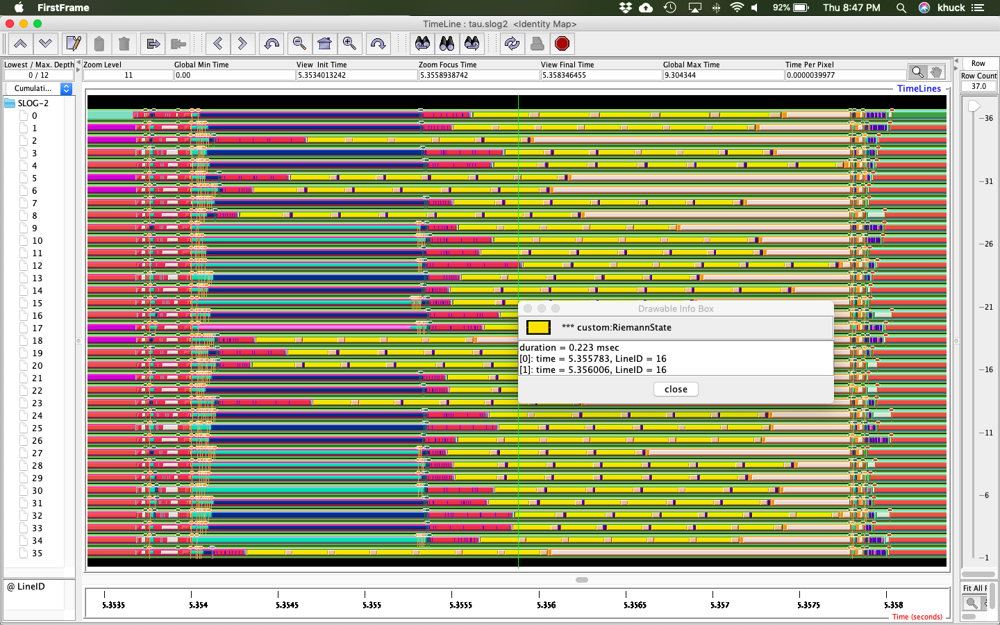 FirstFrame
92%
Thu 8:47 PM
khuck
TimeLine : tau.slog2 <Identity Map>
Lowest / Max. Depth
Zoom Level
Global Min Time
View Init Time
Zoom Focus Time
View Final Time
Global Max Time
Time Per Pixel
Row
0 / 12
11
0.00
5.3534013242
5.3558938742
5.358346455
9.304344
0.0000039977
Row Count
37.0
Cumulati...
TimeLines
SLOG-2
0
1
2
3
4
5
6
7
8
9
10
11
12
13
14
15
16
17
18
19
20
21
22
23
24
25
26
27
28
29
30
31
32
33
34
35
36
31
26
21
16
11
6
1
Drawable Info Box
*** custom:RiemannState
duration = 0.223 msec
[0]: time = 5.355783, LineID = 16
[1]: time = 5.356006, LineID = 16
close
@ LineID
Fit All
5.3535
5.354
5.3545
5.355
5.3555
5.356
5.3565
5.357
5.3575
5.358
Time (seconds)